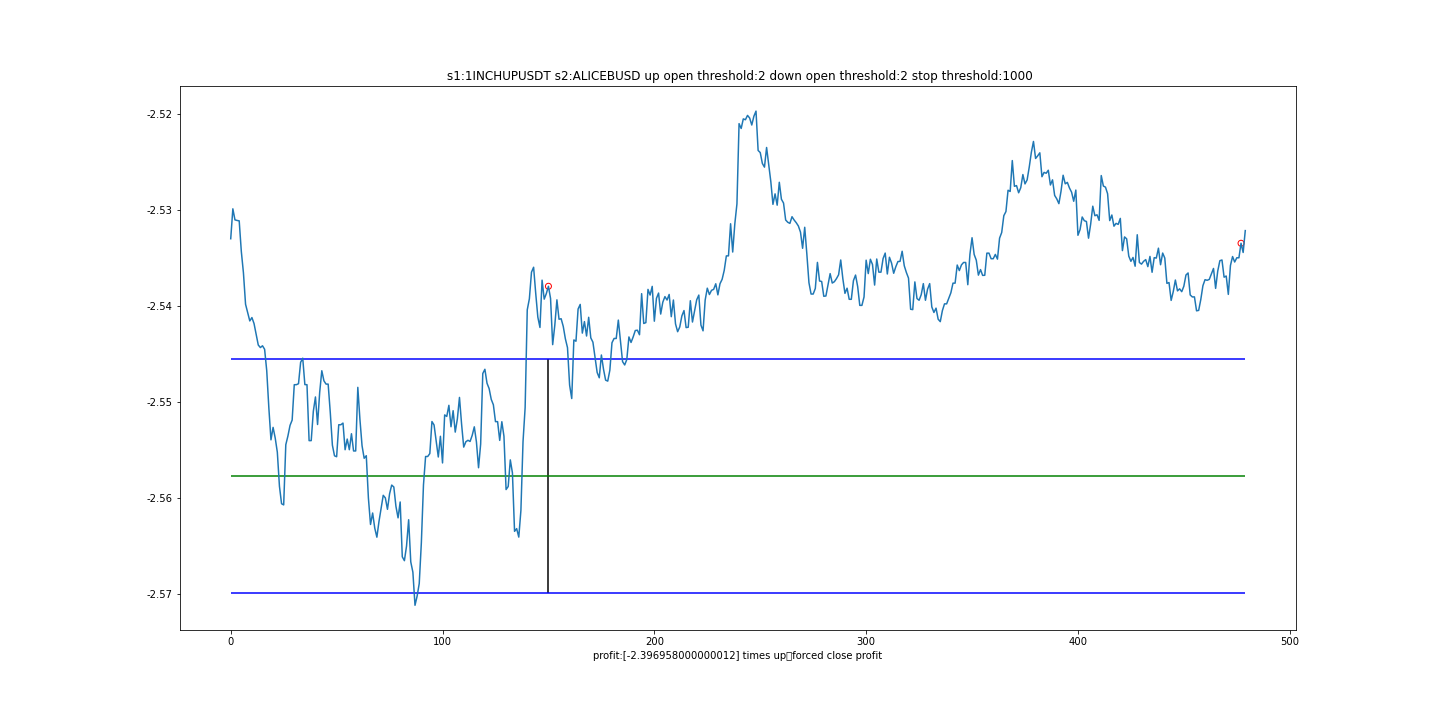 s1:1INCHUPUSDT s2:ALICEBUSD up open threshold:2 down open threshold:2 stop threshold:1000
-2.52
-2.53
-2.54
-2.55
-2.56
-2.57
0 100 200 300 400 500
profit:[-2.396958000000012] times up▯forced close profit